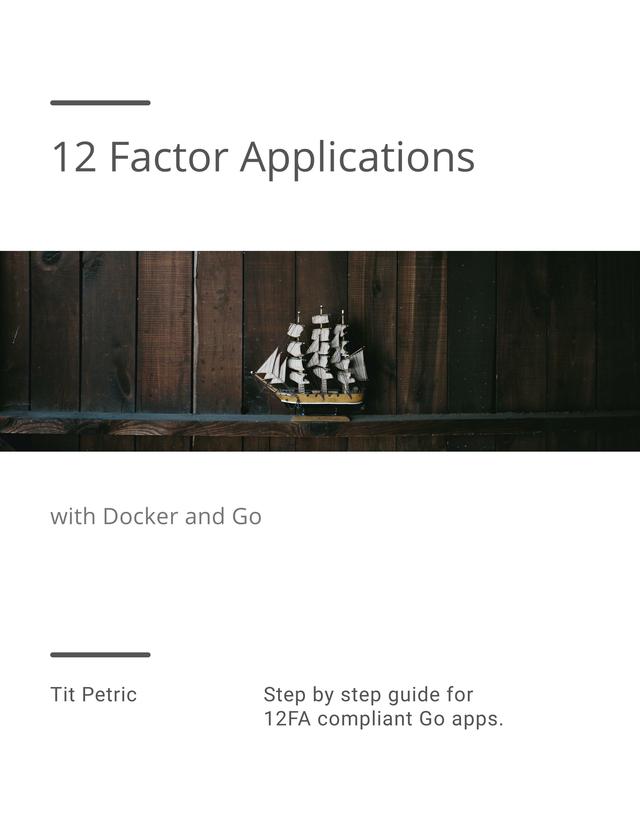 12 Factor Applications
with Docker and Go
Tit Petric
Step by step guide for
12FA compliant Go apps.